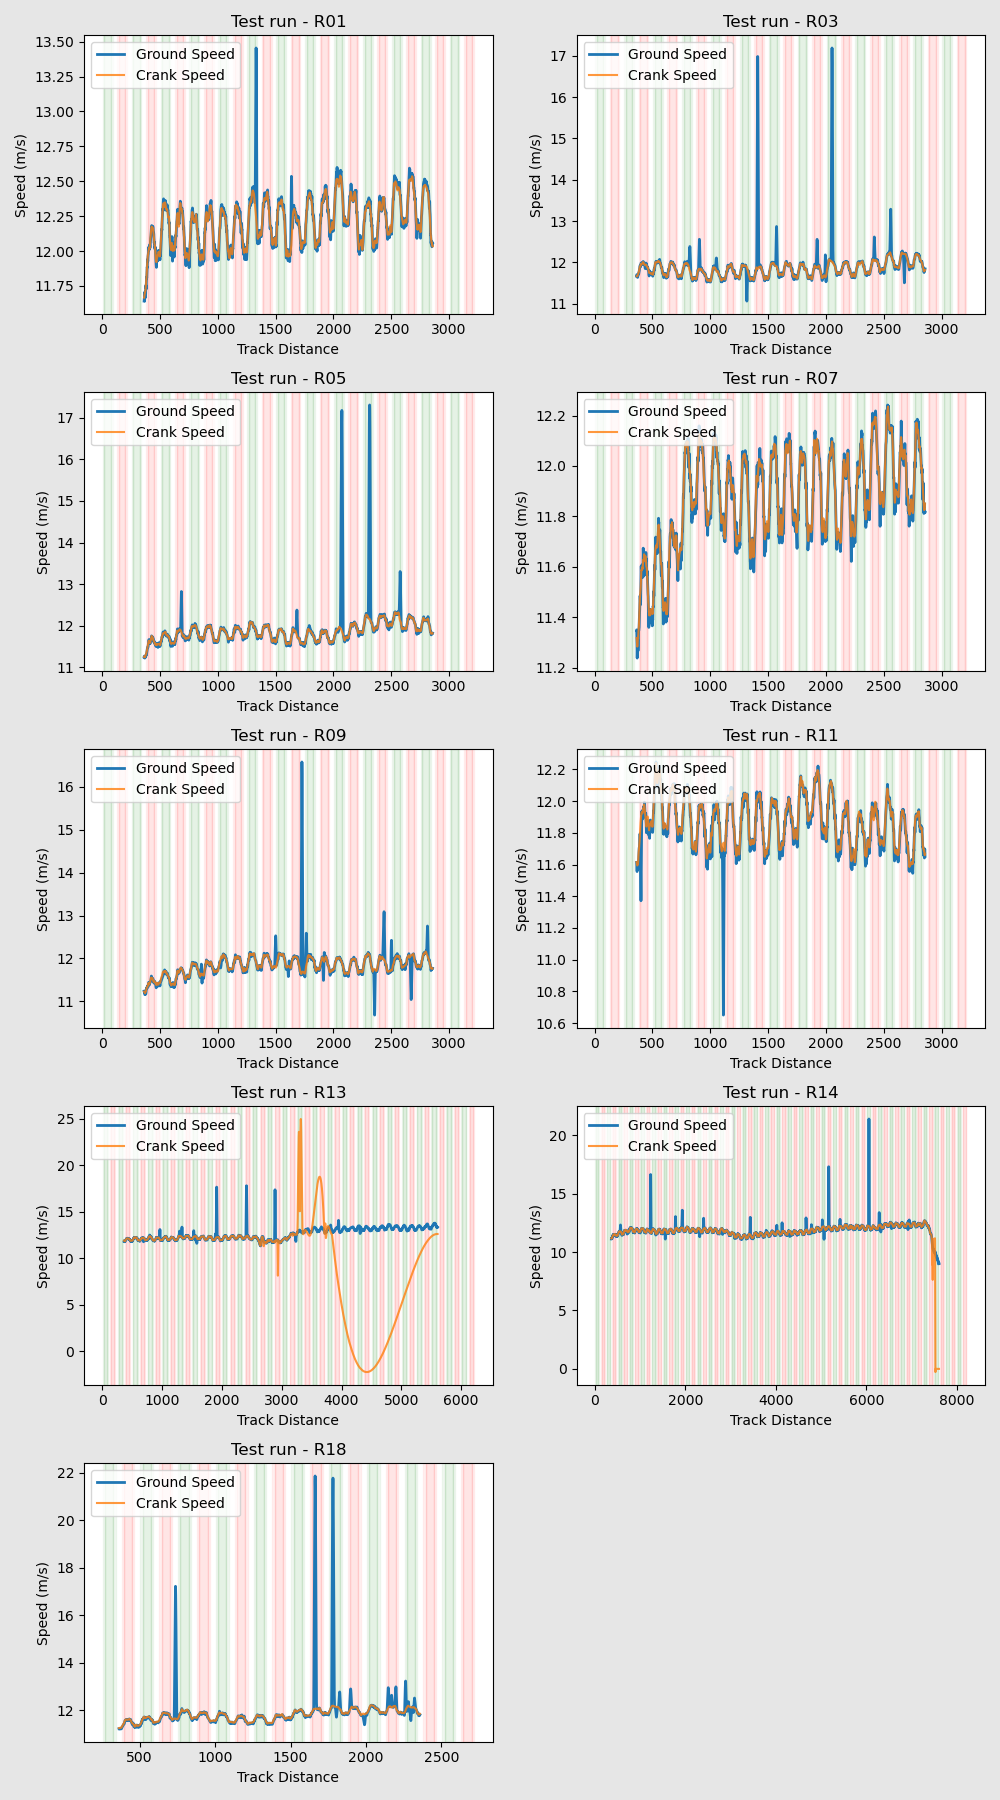 Test run - R01
13.50
13.25
13.00
12.75
12.50
12.25
12.00
11.75
Speed (m/s)
Ground Speed
Crank Speed
0 500 1000 1500 2000 2500 3000
Track Distance
Test run - R03
17
16
15
14
13
12
11
Speed (m/s)
Ground Speed
Crank Speed
0 500 1000 1500 2000 2500 3000
Track Distance
Test run - R05
17
16
15
14
13
12
11
Speed (m/s)
Ground Speed
Crank Speed
0 500 1000 1500 2000 2500 3000
Track Distance
Test run - R07
12.2
12.0
11.8
11.6
11.4
11.2
Speed (m/s)
Ground Speed
Crank Speed
0 500 1000 1500 2000 2500 3000
Track Distance
Test run - R09
16
15
14
13
12
11
Speed (m/s)
Ground Speed
Crank Speed
0 500 1000 1500 2000 2500 3000
Track Distance
Test run - R11
12.2
12.0
11.8
11.6
11.4
11.2
11.0
10.8
10.6
Speed (m/s)
Ground Speed
Crank Speed
0 500 1000 1500 2000 2500 3000
Track Distance
Test run - R13
25
20
15
10
5
0
Speed (m/s)
Ground Speed
Crank Speed
0 1000 2000 3000 4000 5000 6000
Track Distance
Test run - R14
20
15
10
5
0
Speed (m/s)
Ground Speed
Crank Speed
0 2000 4000 6000 8000
Track Distance
Test run - R18
22
20
18
16
14
12
Speed (m/s)
Ground Speed
Crank Speed
500 1000 1500 2000 2500
Track Distance